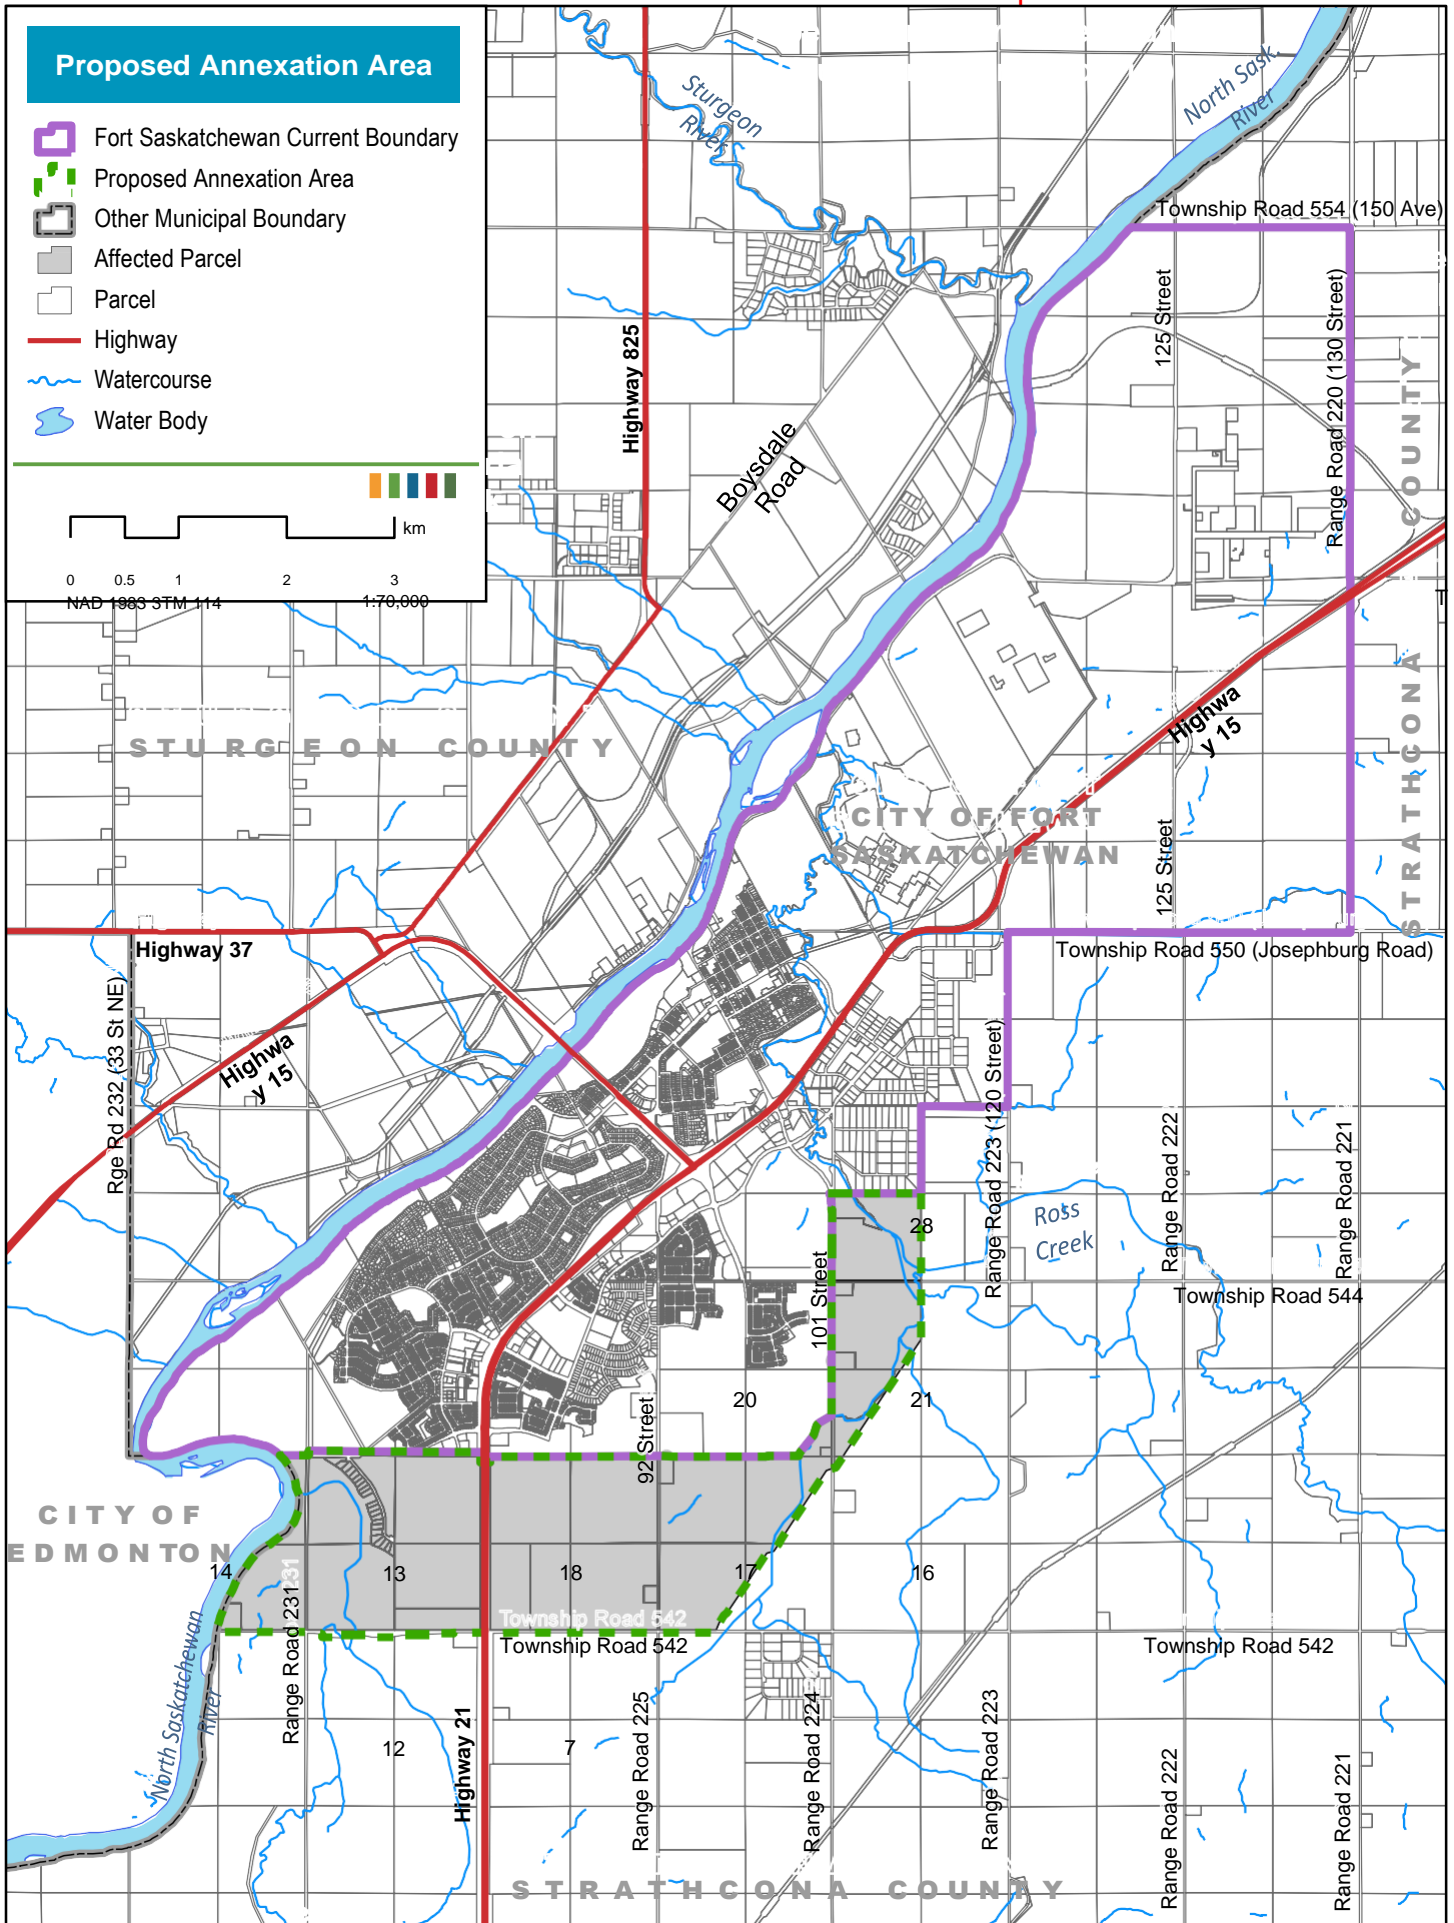 Proposed Annexation Area
Fort Saskatchewan Current Boundary
Proposed Annexation Area
Other Municipal Boundary
Affected Parcel
Parcel
Highway
Watercourse
Water Body
km
0 0.5 1 2 3
NAD 1983 3TM 114 1:70,000
Sturgeon
River
North Sask.
River
Township Road 554 (150 Ave)
125 Street
Range Road 220 (130 Street)
Highway 825
Boysdale
Road
STRATHCONA COUNTY
T
Highwa
y 15
STURGEON COUNTY
CITY OF FORT
SASKATCHEWAN
125 Street
Highway 37
Township Road 550 (Josephburg Road)
Rge Rd 232 (33 St NE)
Highwa
y 15
Range Road 223 (120 Street)
Range Road 222
Range Road 221
Ross
Creek
28
101 Street
Township Road 544
20
21
92 Street
CITY OF
EDMONTON
14
231
13
18
17
16
Range Road 231
Township Road 542
Township Road 542
Township Road 542
North Saskatchewan
River
Highway 21
12
7
Range Road 225
Range Road 224
Range Road 223
Range Road 222
Range Road 221
STRATHCONA COUNTY